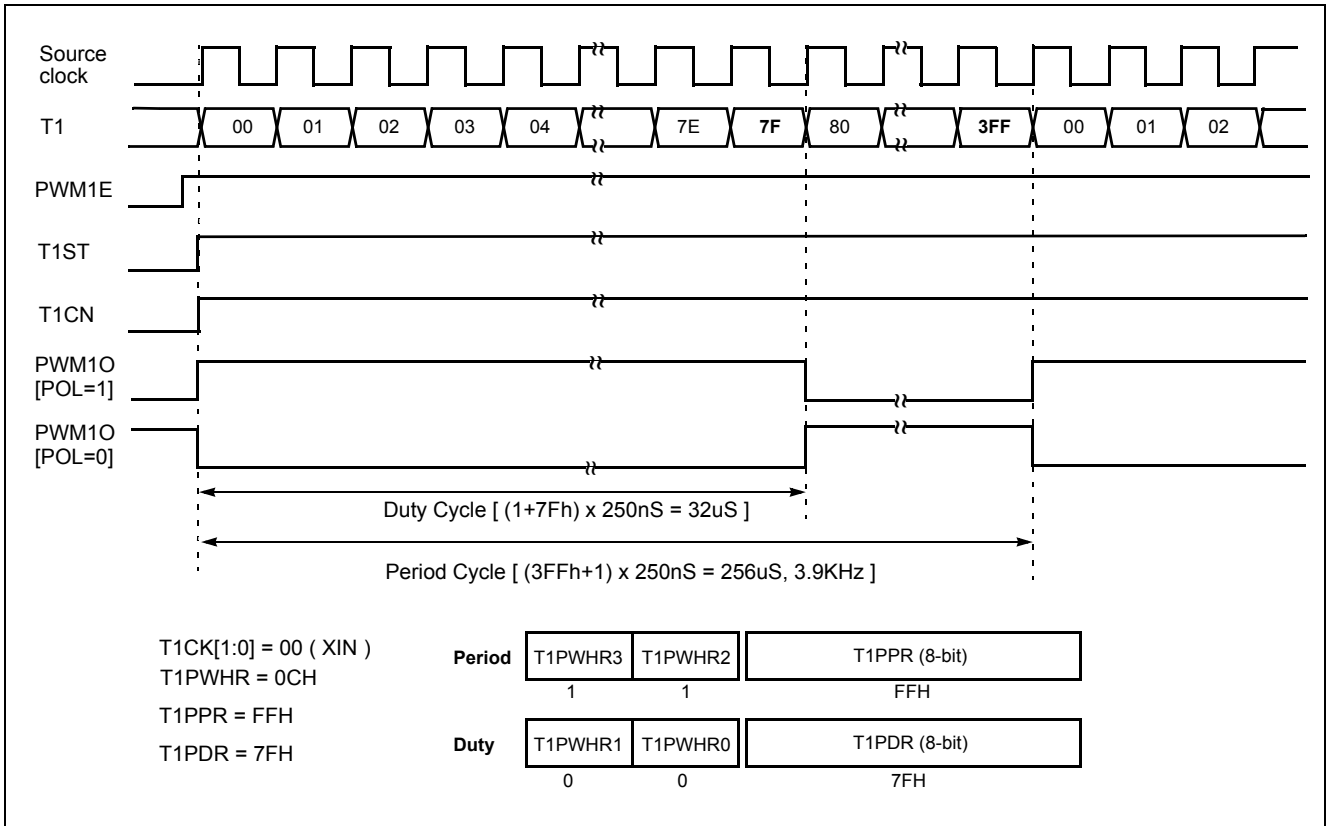 Source
clock
T1 00 01 02 03 04 7E 7F 80 3FF 00 01 02
PWM1E
T1ST
T1CN
PWM1O
[POL=1]
PWM1O
[POL=0]
Duty Cycle [ (1+7Fh) x 250nS = 32uS ]
Period Cycle [ (3FFh+1) x 250nS = 256uS, 3.9KHz ]
T1CK[1:0] = 00 ( XIN )
T1PWHR = 0CH
T1PPR = FFH
T1PDR = 7FH
Period T1PWHR3 T1PWHR2 T1PPR (8-bit)
1 1 FFH
Duty T1PWHR1 T1PWHR0 T1PDR (8-bit)
0 0 7FH